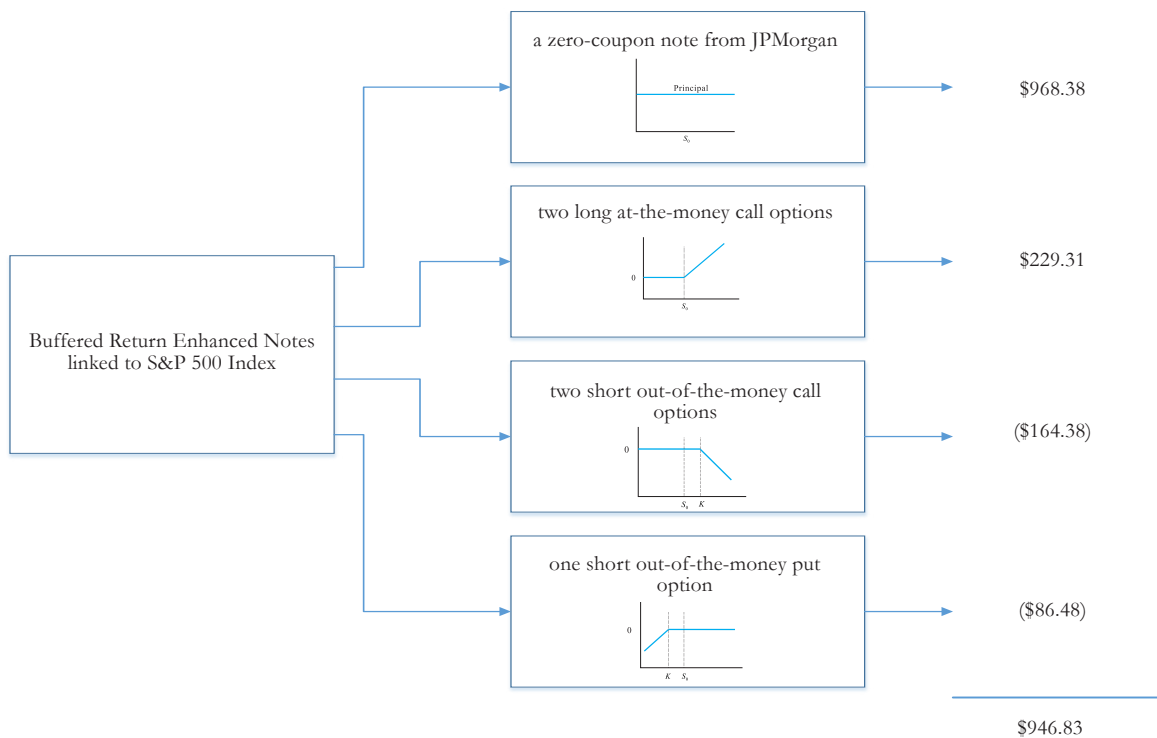 a zero-coupon note from JPMorgan
Principal
S₀
$968.38
two long at-the-money call options
0
S₀
$229.31
Buffered Return Enhanced Notes
linked to S&P 500 Index
two short out-of-the-money call
options
0
S₀ K
($164.38)
one short out-of-the-money put
option
0
K S₀
($86.48)
$946.83